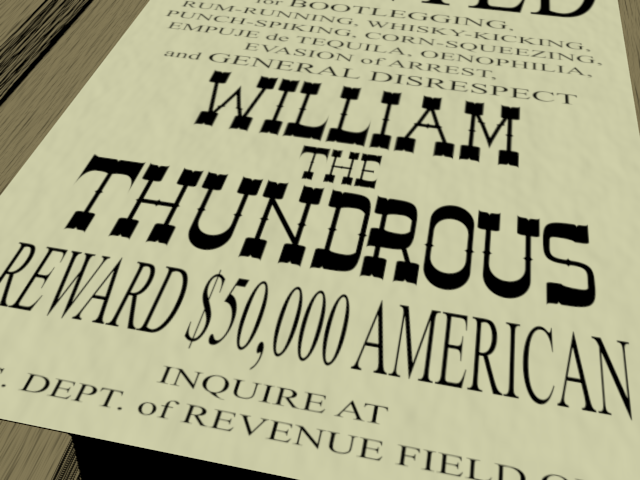 for BOOTLEGGING,
RUM-RUNNING, WHISKY-KICKING,
PUNCH-SPIKING, CORN-SQUEEZING,
EMPUJE de TEQUILA, OENOPHILIA,
EVASION of ARREST,
and GENERAL DISRESPECT
WILLIAM
THE
THUNDROUS
REWARD $50,000 AMERICAN
INQUIRE AT
DEPT. of REVENUE FIELD